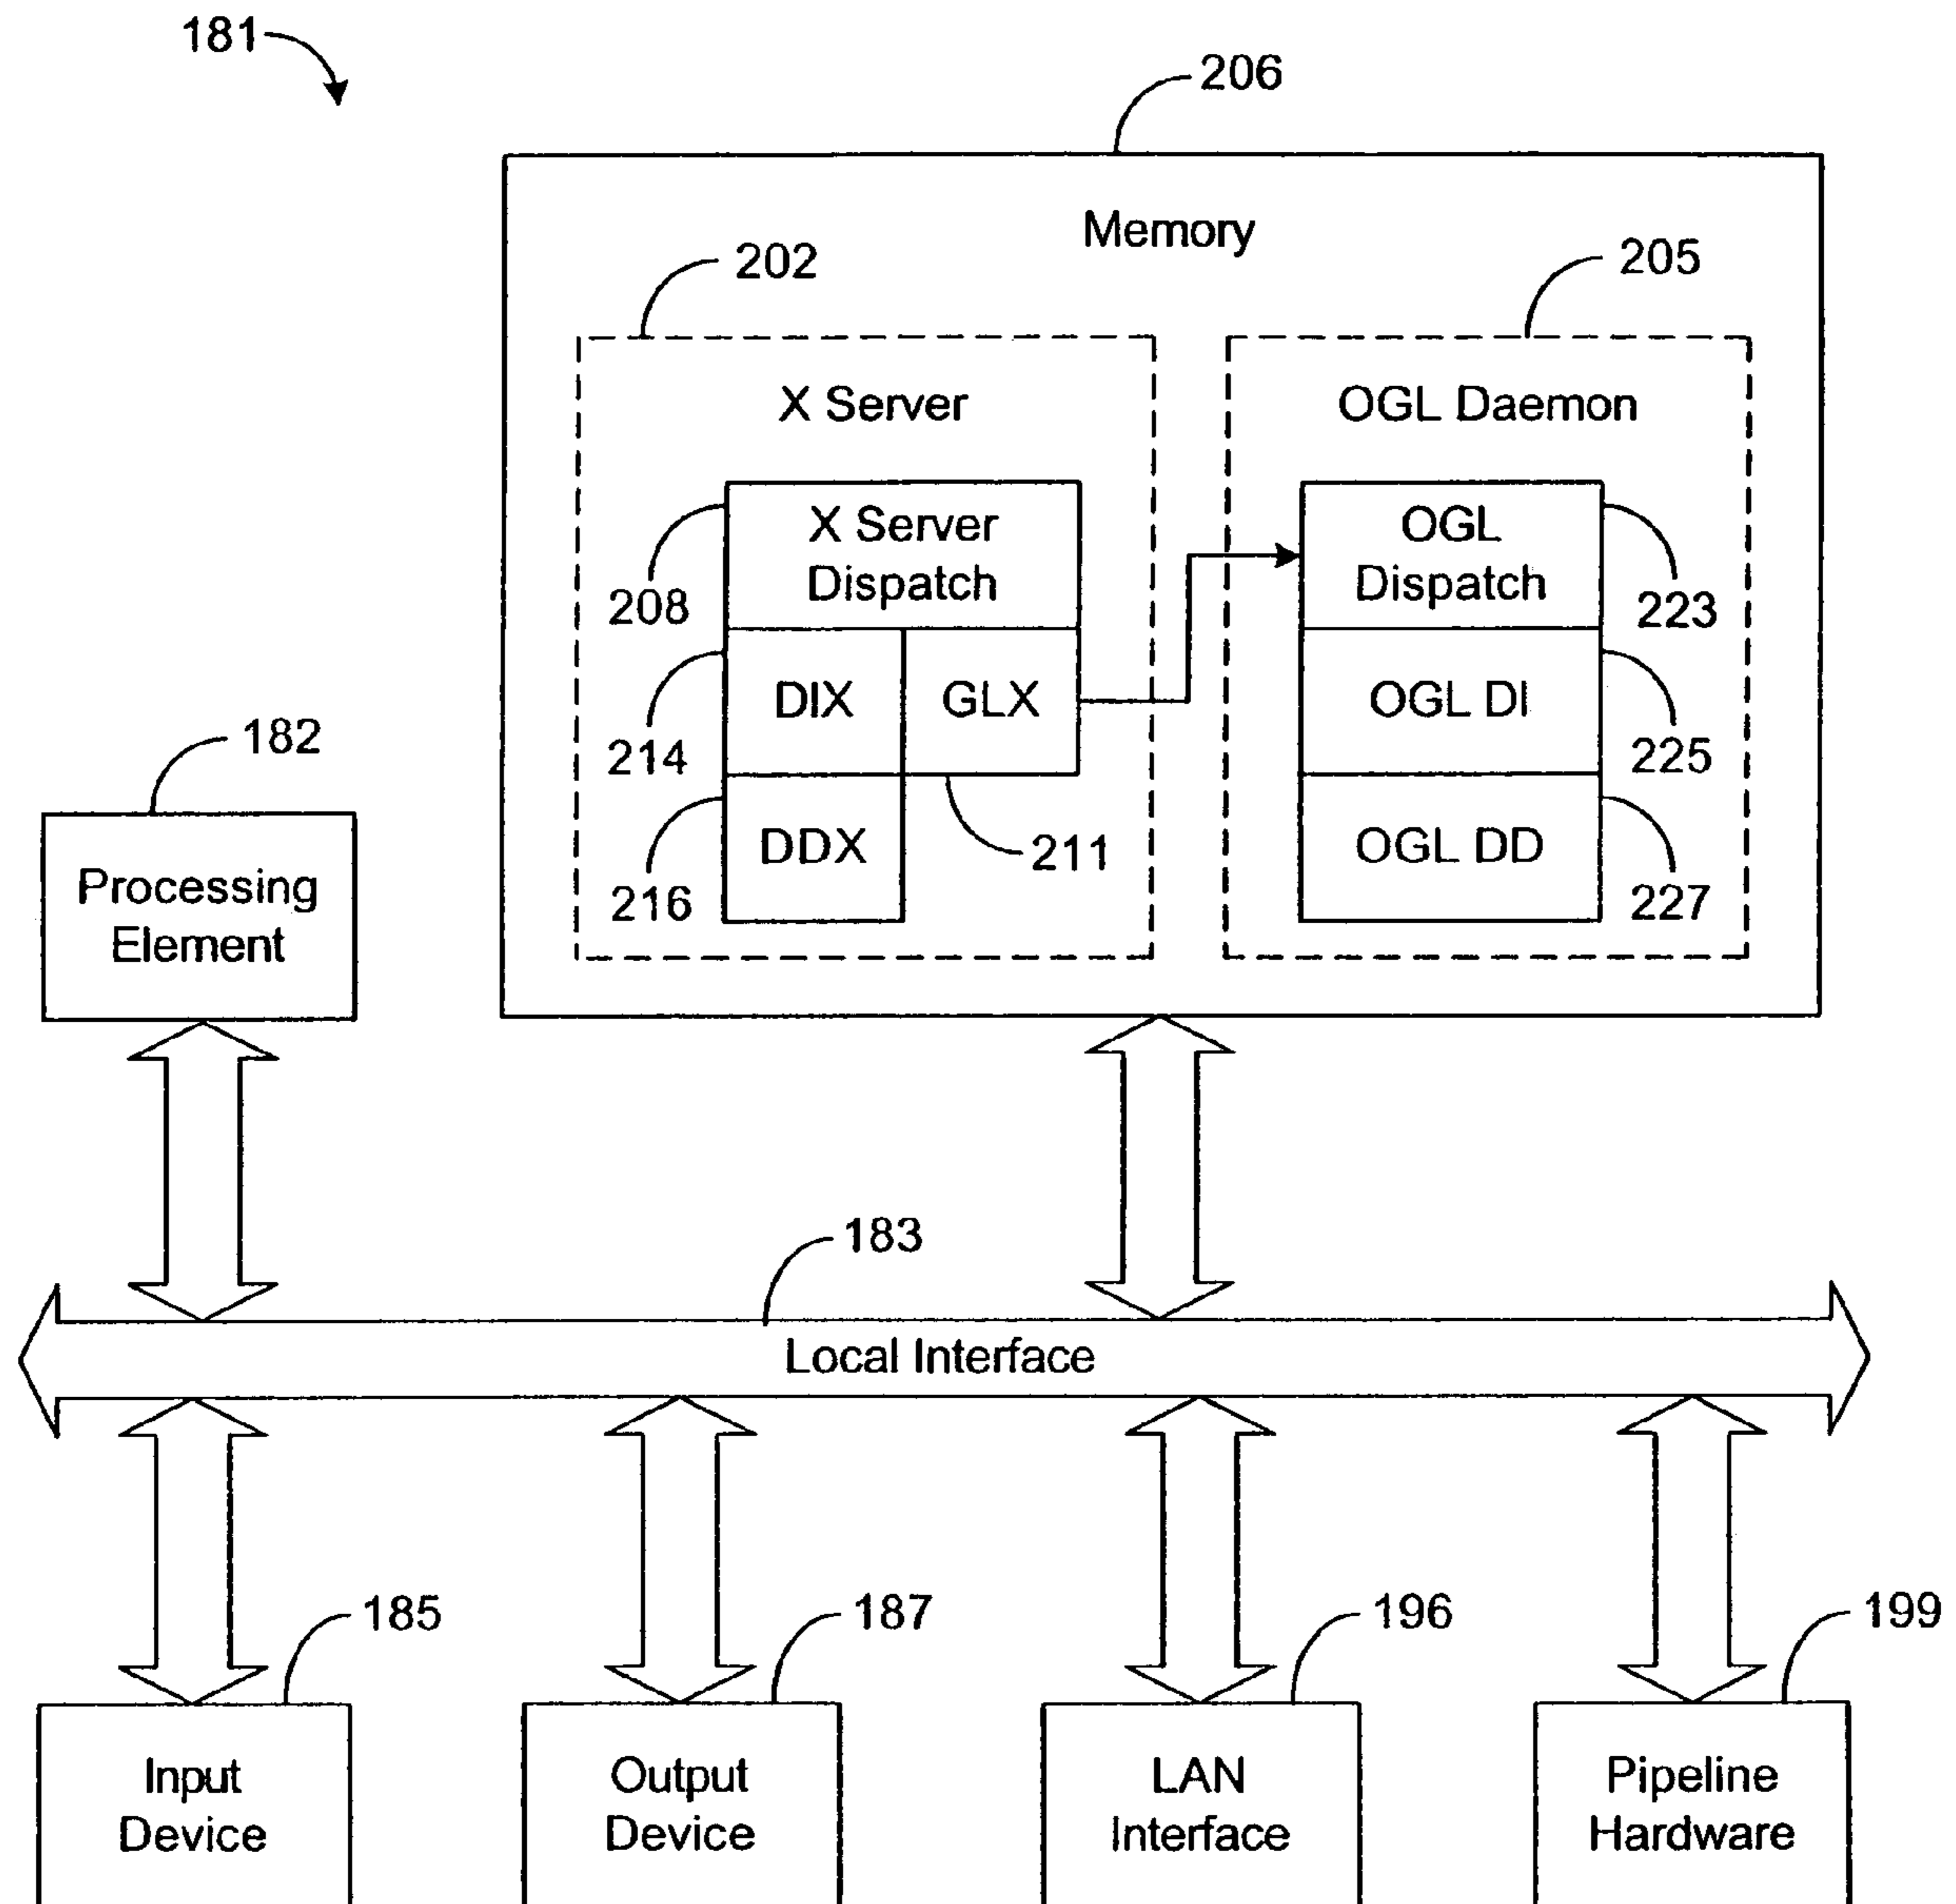 181
206
Memory
202
205
X Server
OGL Daemon
X Server
Dispatch
OGL
Dispatch
208
223
DIX
GLX
OGL DI
214
225
182
DDX
211
OGL DD
216
227
Processing
Element
183
Local Interface
185
187
196
199
Input
Device
Output
Device
LAN
Interface
Pipeline
Hardware